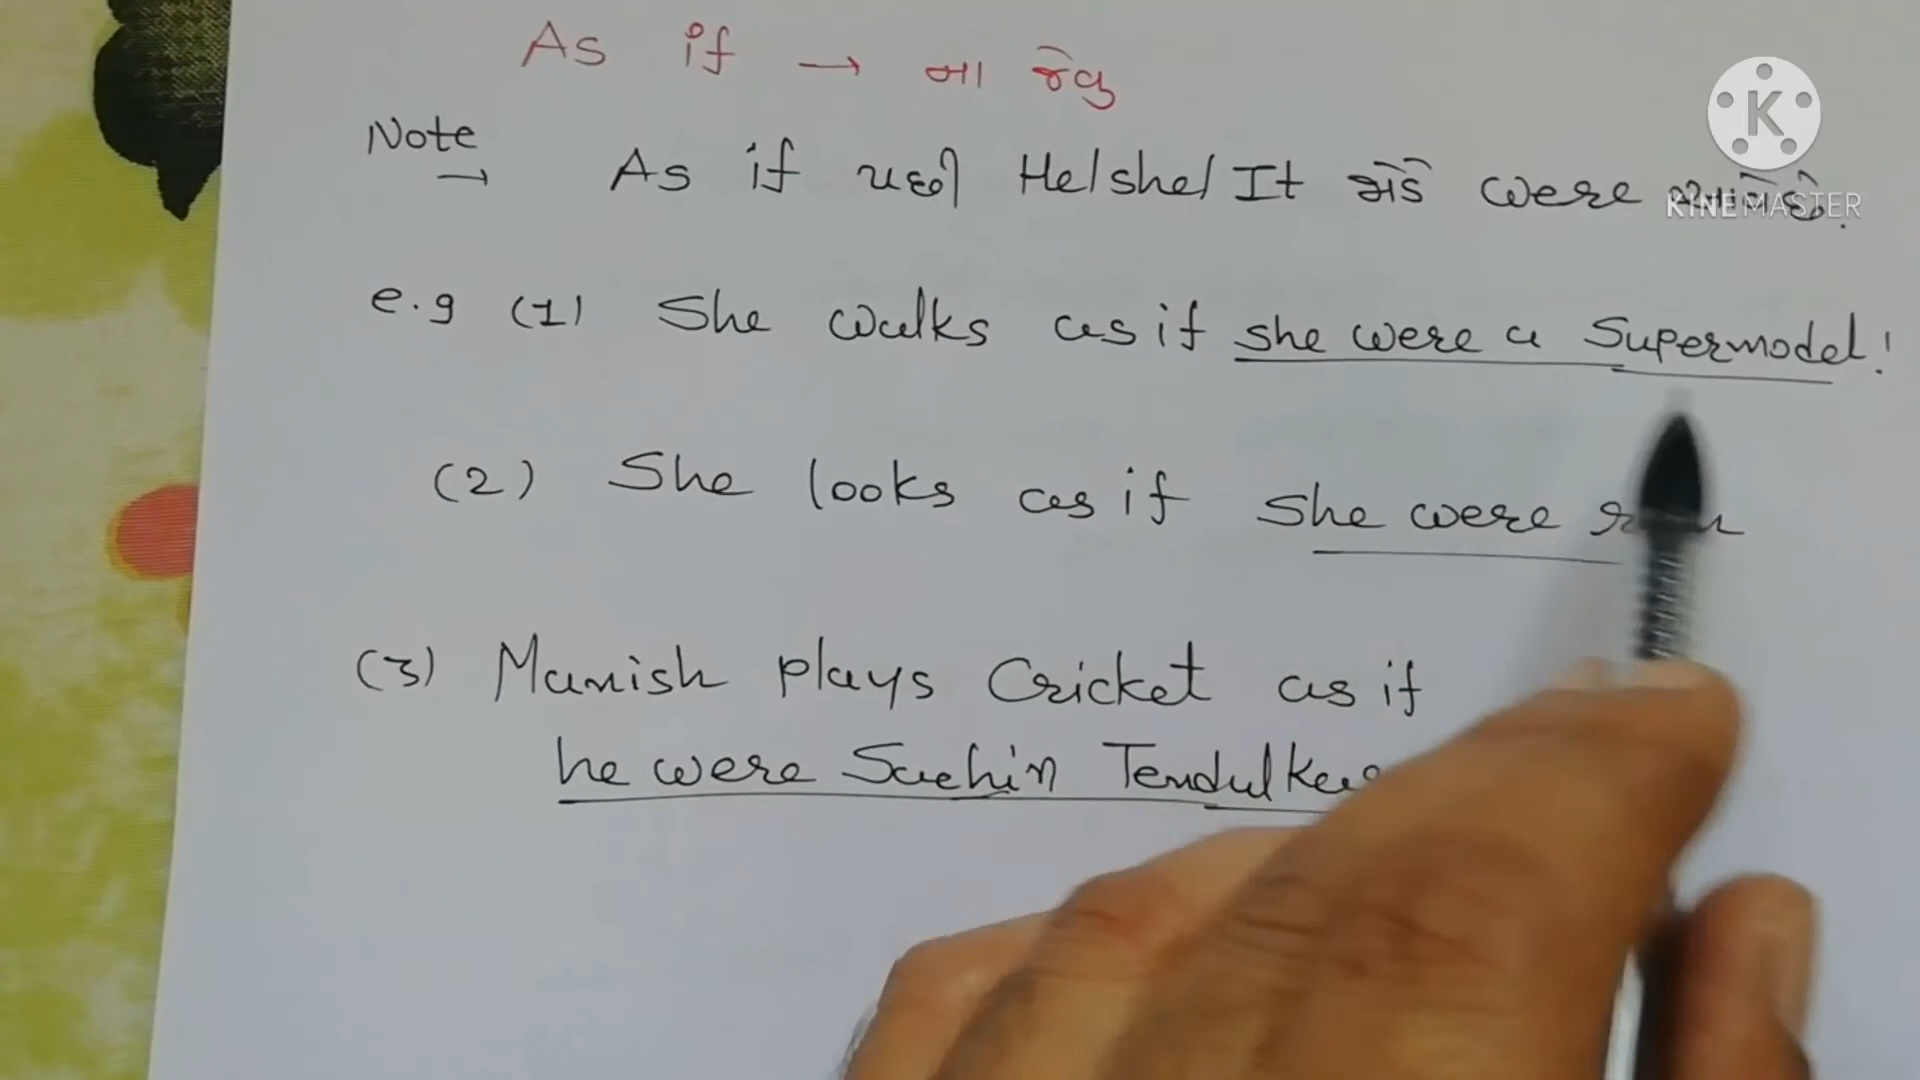 As if → ના જેવું
Note → As if પછી He/she/It જોડે were આવે છે.
e.g (1) She walks as if she were a Supermodel!
(2) She looks as if she were
(3) Manish plays Cricket as if
he were Sachin Tendulkar
K
KINEMASTER